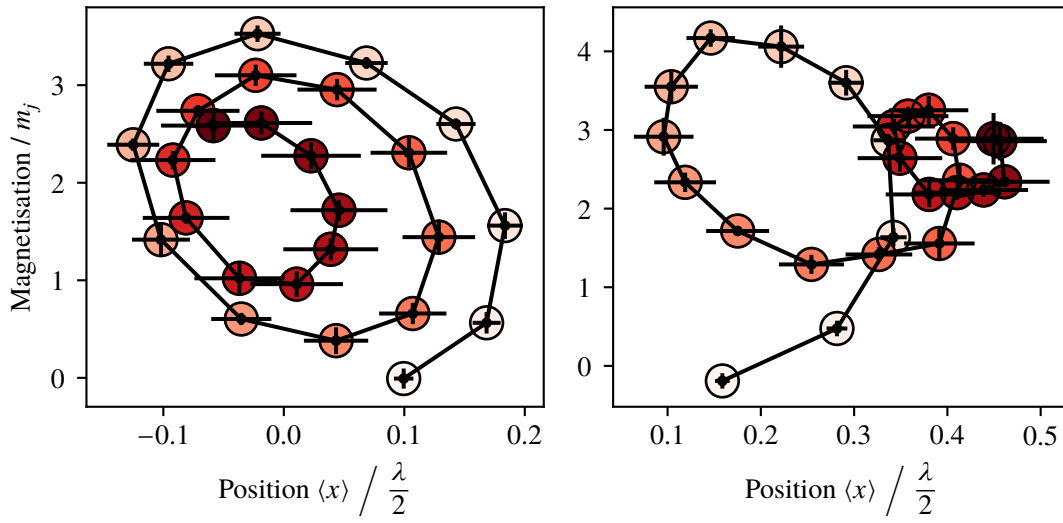 Magnetisation / m_j
3
2
1
0
−0.1 0.0 0.1 0.2
Position ⟨x⟩ / λ/2
4
3
2
1
0
0.1 0.2 0.3 0.4 0.5
Position ⟨x⟩ / λ/2